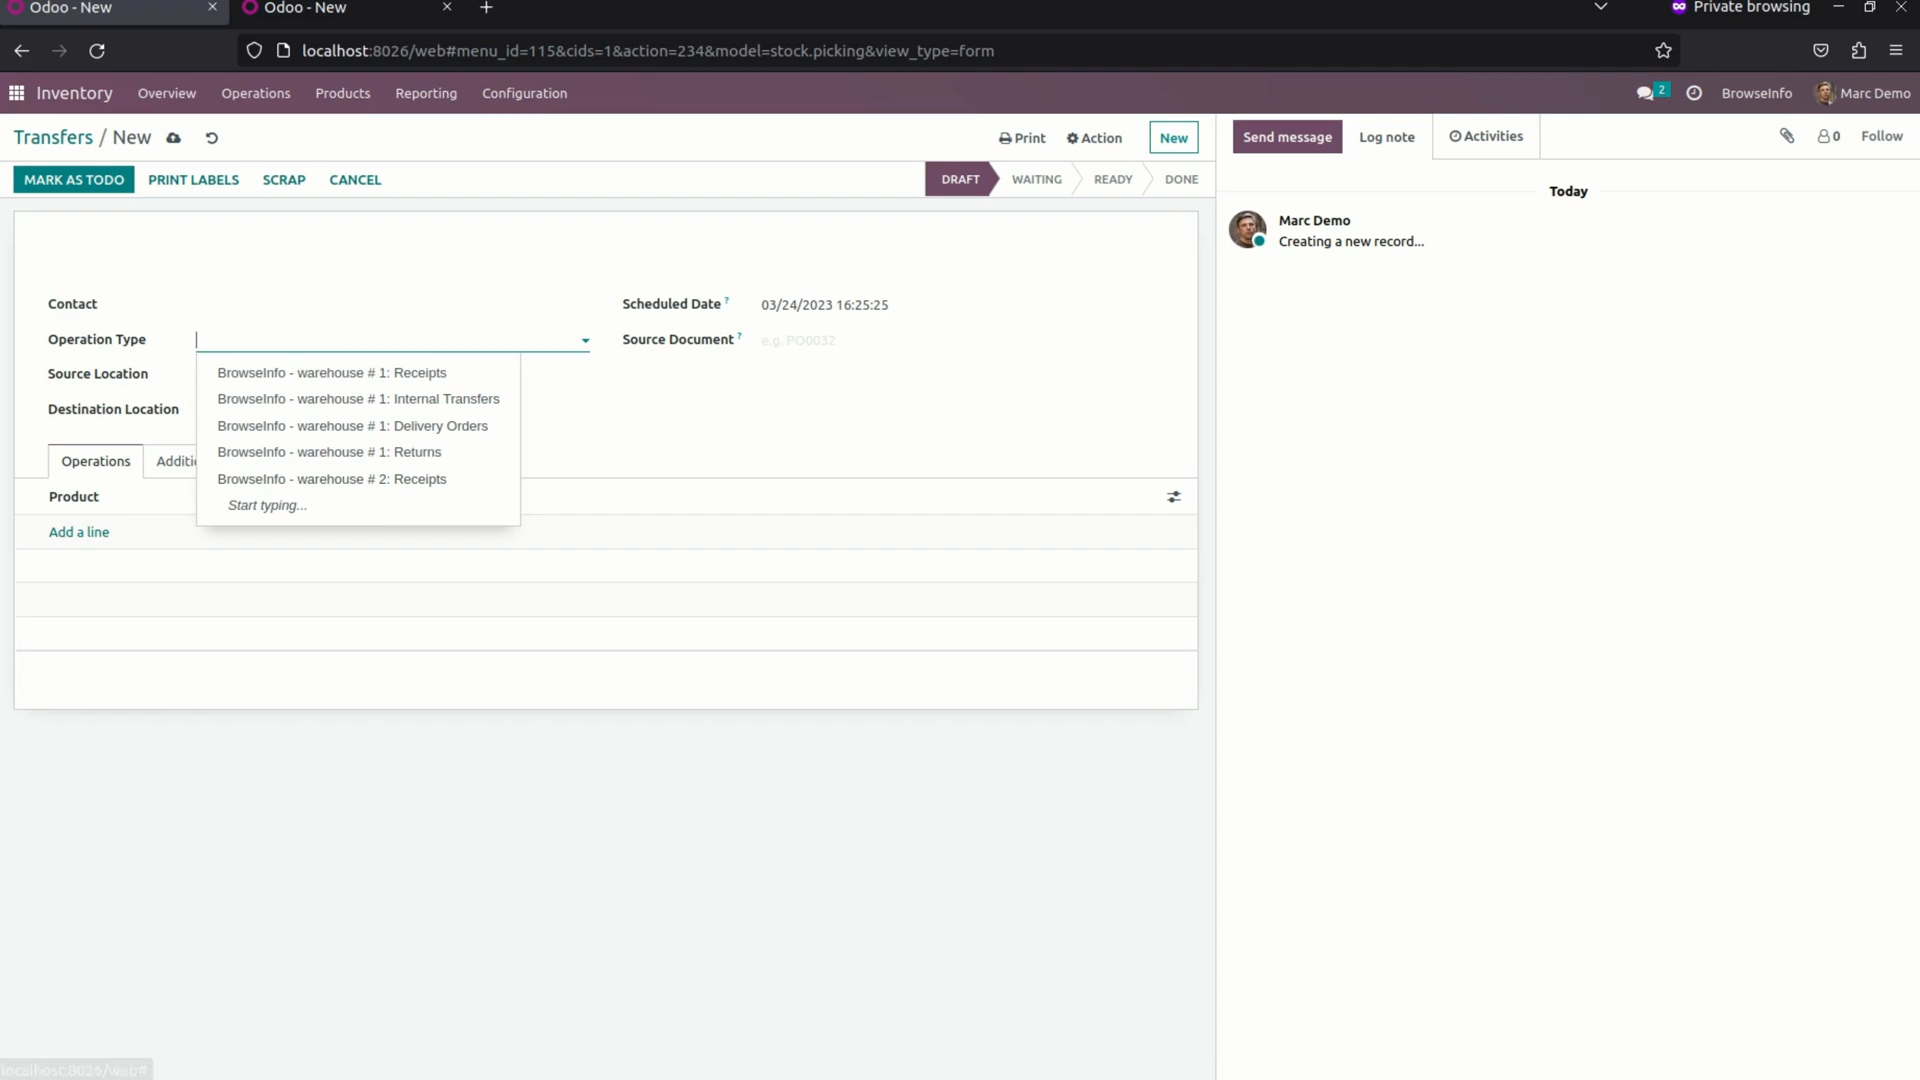 Odoo - New
Odoo - New
Private browsing
localhost:8026/web#menu_id=115&cids=1&action=234&model=stock.picking&view_type=form
Inventory Overview Operations Products Reporting Configuration
2 BrowseInfo Marc Demo
Transfers / New
Print Action New
Send message Log note Activities 0 Follow
MARK AS TODO PRINT LABELS SCRAP CANCEL
DRAFT WAITING READY DONE
Today
Marc Demo
Creating a new record...
Contact
Scheduled Date ? 03/24/2023 16:25:25
Operation Type
Source Document ? e.g. PO0032
Source Location
Destination Location
BrowseInfo - warehouse # 1: Receipts
BrowseInfo - warehouse # 1: Internal Transfers
BrowseInfo - warehouse # 1: Delivery Orders
BrowseInfo - warehouse # 1: Returns
BrowseInfo - warehouse # 2: Receipts
Start typing...
Operations Additi
Product
Add a line
localhost:8026/web#